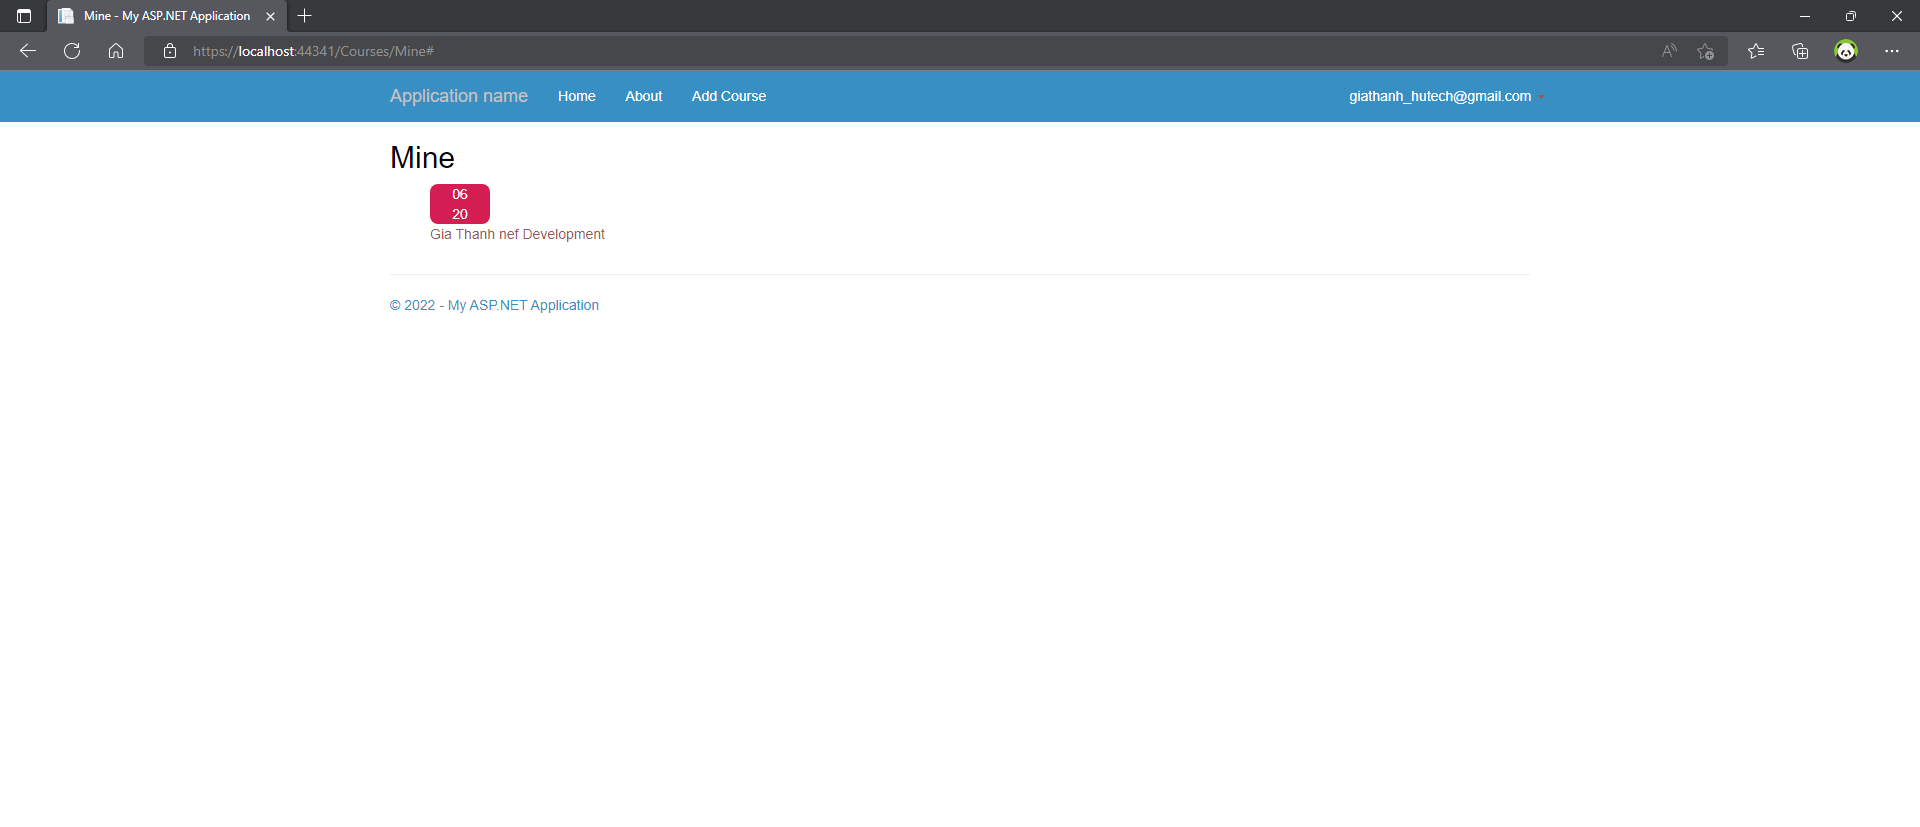 Mine - My ASP.NET Application
https://localhost:44341/Courses/Mine#
Application name Home About Add Course giathanh_hutech@gmail.com
Mine
06
20
Gia Thanh nef Development
© 2022 - My ASP.NET Application